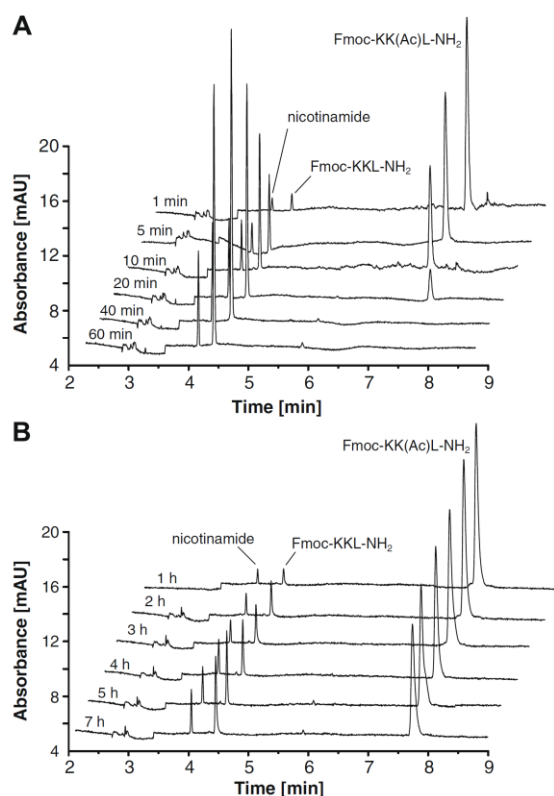 A
Fmoc-KK(Ac)L-NH₂
nicotinamide
Fmoc-KKL-NH₂
Absorbance [mAU]
20
16
12
8
4
1 min
5 min
10 min
20 min
40 min
60 min
2 3 4 5 6 7 8 9
Time [min]
B
Fmoc-KK(Ac)L-NH₂
nicotinamide
Fmoc-KKL-NH₂
Absorbance [mAU]
20
16
12
8
4
1 h
2 h
3 h
4 h
5 h
7 h
2 3 4 5 6 7 8 9
Time [min]